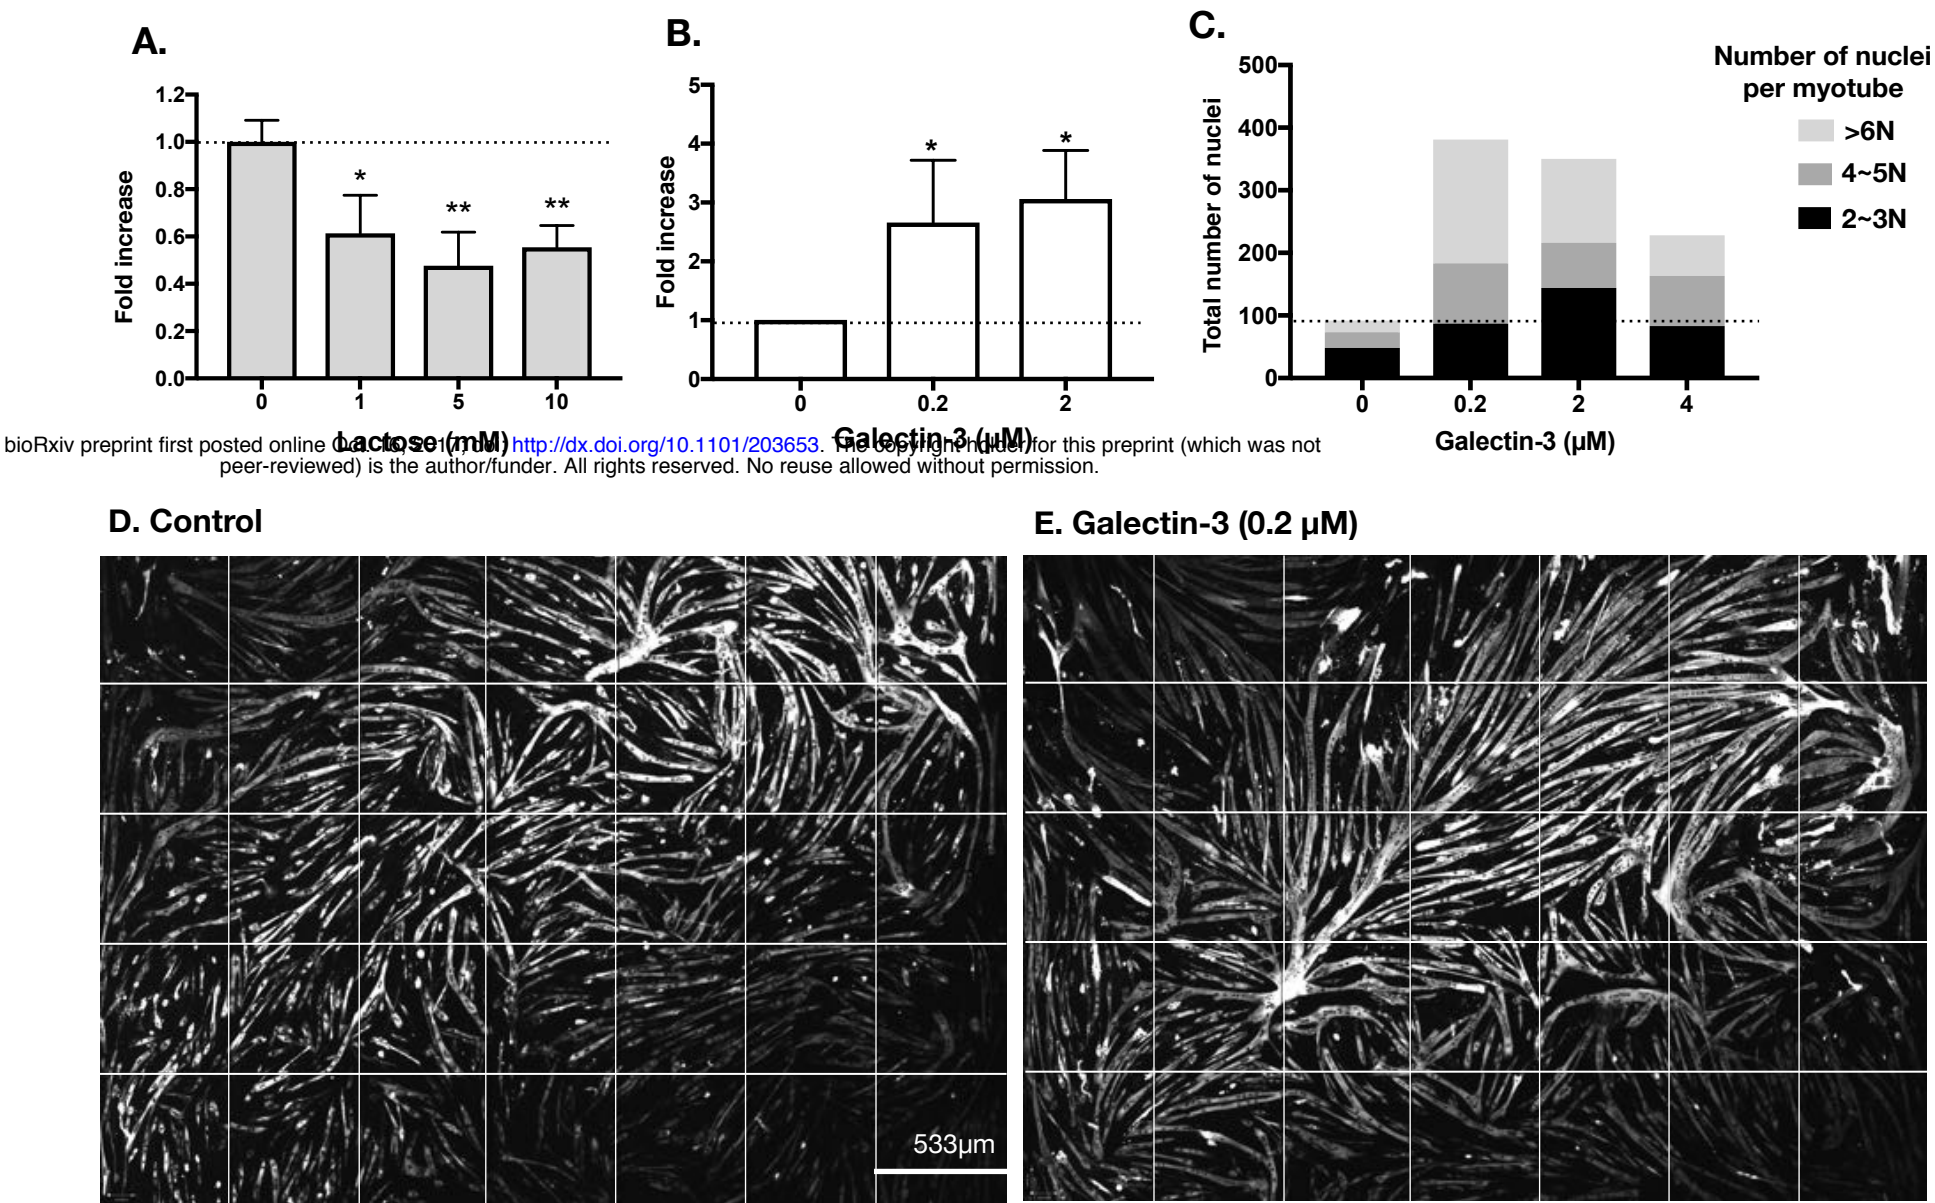 A.
B.
C.
Fold increase
1.2
1.0
0.8
0.6
0.4
0.2
0.0
*
**
**
0 1 5 10
Lactose (mM)
Fold increase
5
4
3
2
1
0
*
*
0 0.2 2
Galectin-3 (µM)
Total number of nuclei
500
400
300
200
100
0
0 0.2 2 4
Galectin-3 (µM)
Number of nuclei
per myotube
>6N
4~5N
2~3N
bioRxiv preprint first posted online http://dx.doi.org/10.1101/203653. The copyright holder for this preprint (which was not
peer-reviewed) is the author/funder. All rights reserved. No reuse allowed without permission.
D. Control
E. Galectin-3 (0.2 µM)
533µm